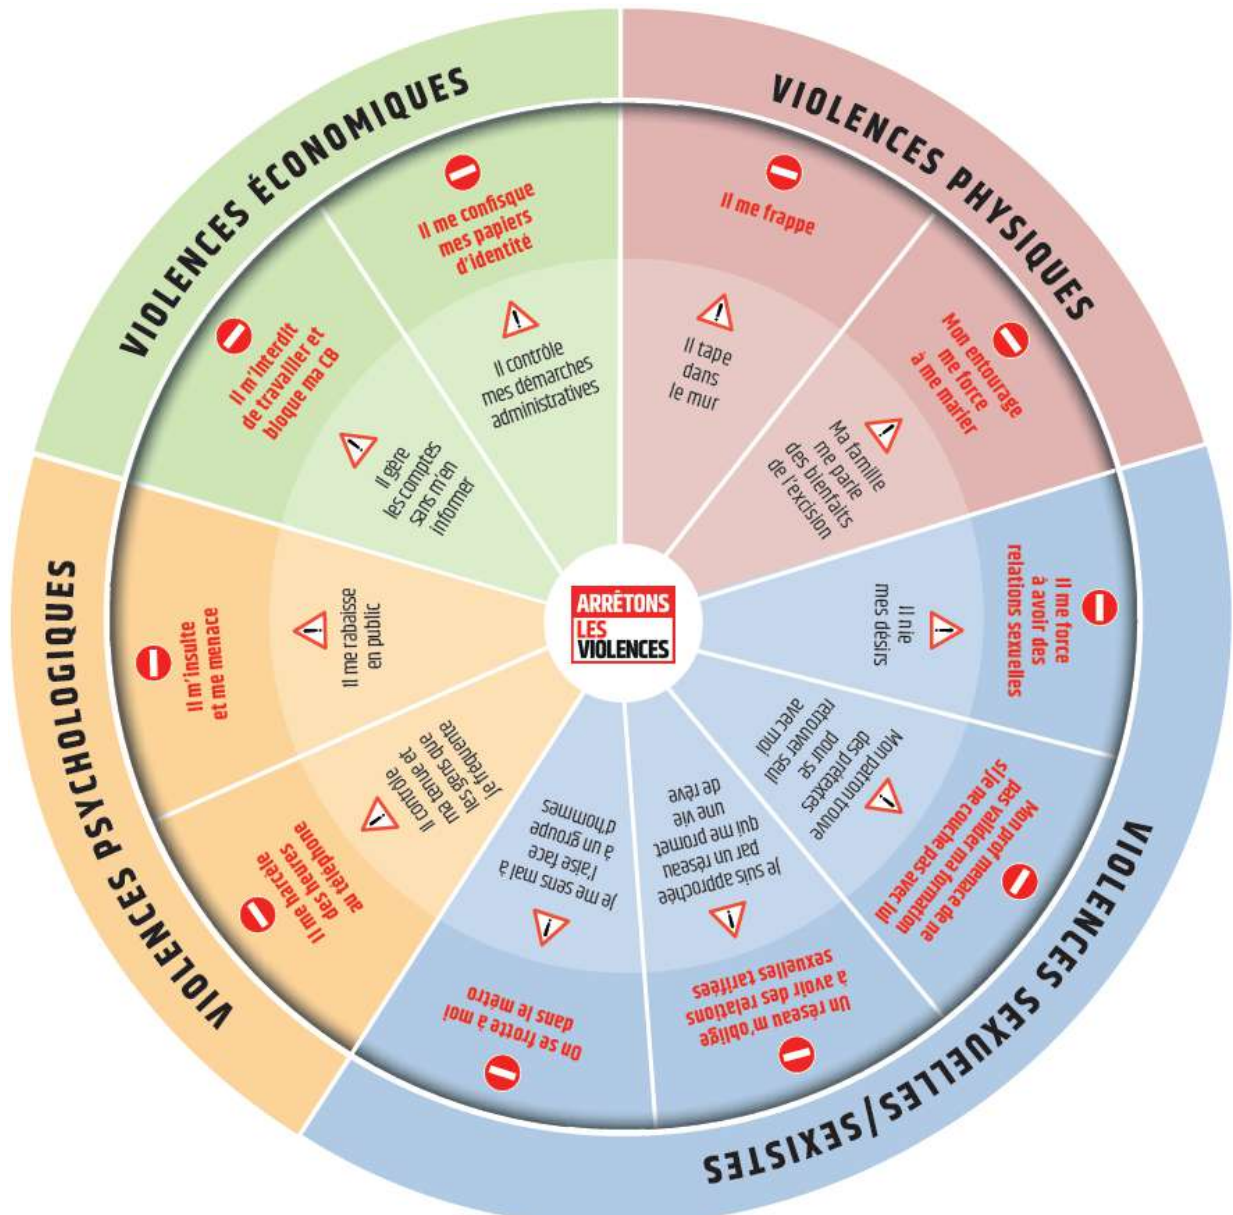 VIOLENCES ÉCONOMIQUES
Il me confisque
mes papiers
d'identité
Il contrôle
mes démarches
administratives
Il m'interdit
de travailler et
bloque ma CB
Il gère
les comptes
sans m'en
informer
VIOLENCES PHYSIQUES
Il me frappe
Il tape
dans
le mur
Mon entourage
me force
à me marier
Ma famille
me parle
des bienfaits
de l'excision
VIOLENCES SEXUELLES/SEXISTES
Il me force
à avoir des
relations sexuelles
Il nie
mes désirs
Mon prof menace de ne
pas valider ma formation
si je ne couche pas avec lui
Mon patron trouve
des prétextes
pour se
retrouver seul
avec moi
Un réseau m'oblige
à avoir des relations
sexuelles tarifées
Je suis approchée
par un réseau
qui me promet
une vie
de rêve
On se frotte à moi
dans le métro
Je me sens mal à
l'aise face
à un groupe
d'hommes
VIOLENCES PSYCHOLOGIQUES
Il me harcèle
des heures
au téléphone
Il contrôle
ma tenue et
les gens que
je fréquente
Il m'insulte
et me menace
Il me rabaisse
en public
ARRÊTONS
LES
VIOLENCES